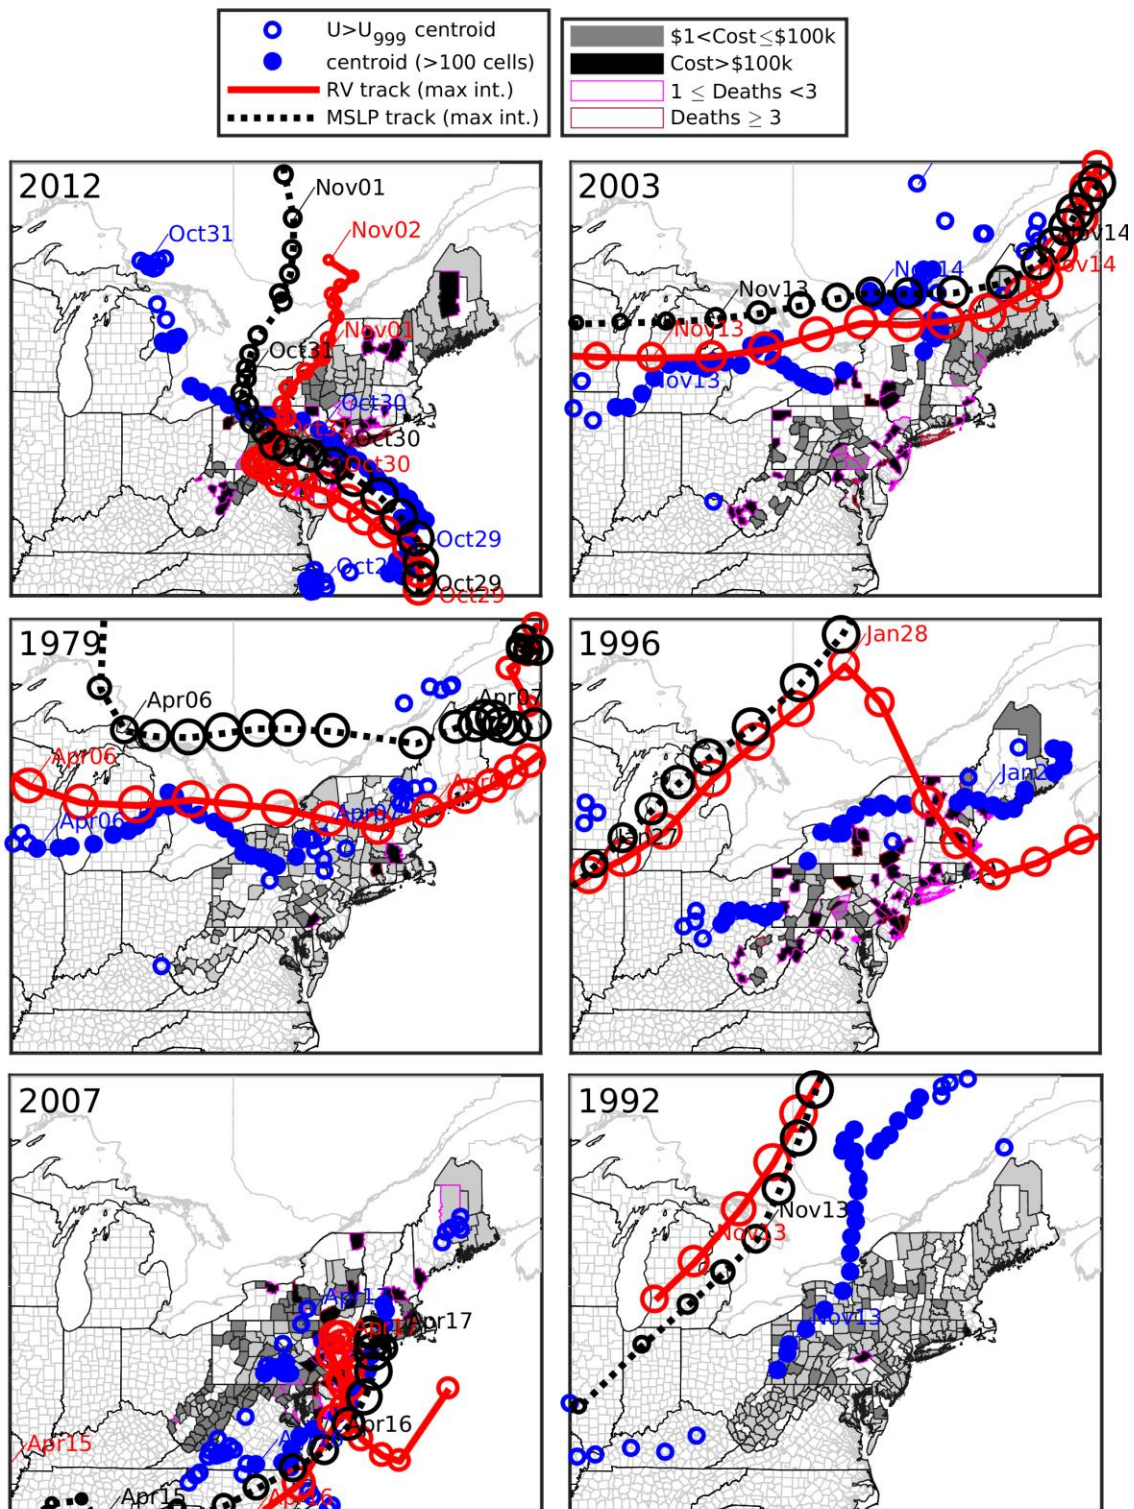 U>U999 centroid
centroid (>100 cells)
RV track (max int.)
MSLP track (max int.)
$1<Cost≤$100k
Cost>$100k
1 ≤ Deaths <3
Deaths ≥ 3
2012
Nov01
Oct31
Nov02
Nov01
Oct31
Oct30
Oct30
Oct30
Oct29
Oct29
Oct29
2003
Nov14
Nov14
Nov14
Nov13
Nov13
Nov13
1979
Apr06
Apr07
Apr06
Apr06
Apr07
1996
Jan28
Jan27
2007
Apr17
Apr17
Apr16
Apr15
Apr15
Apr16
1992
Nov13
Nov13
Nov13